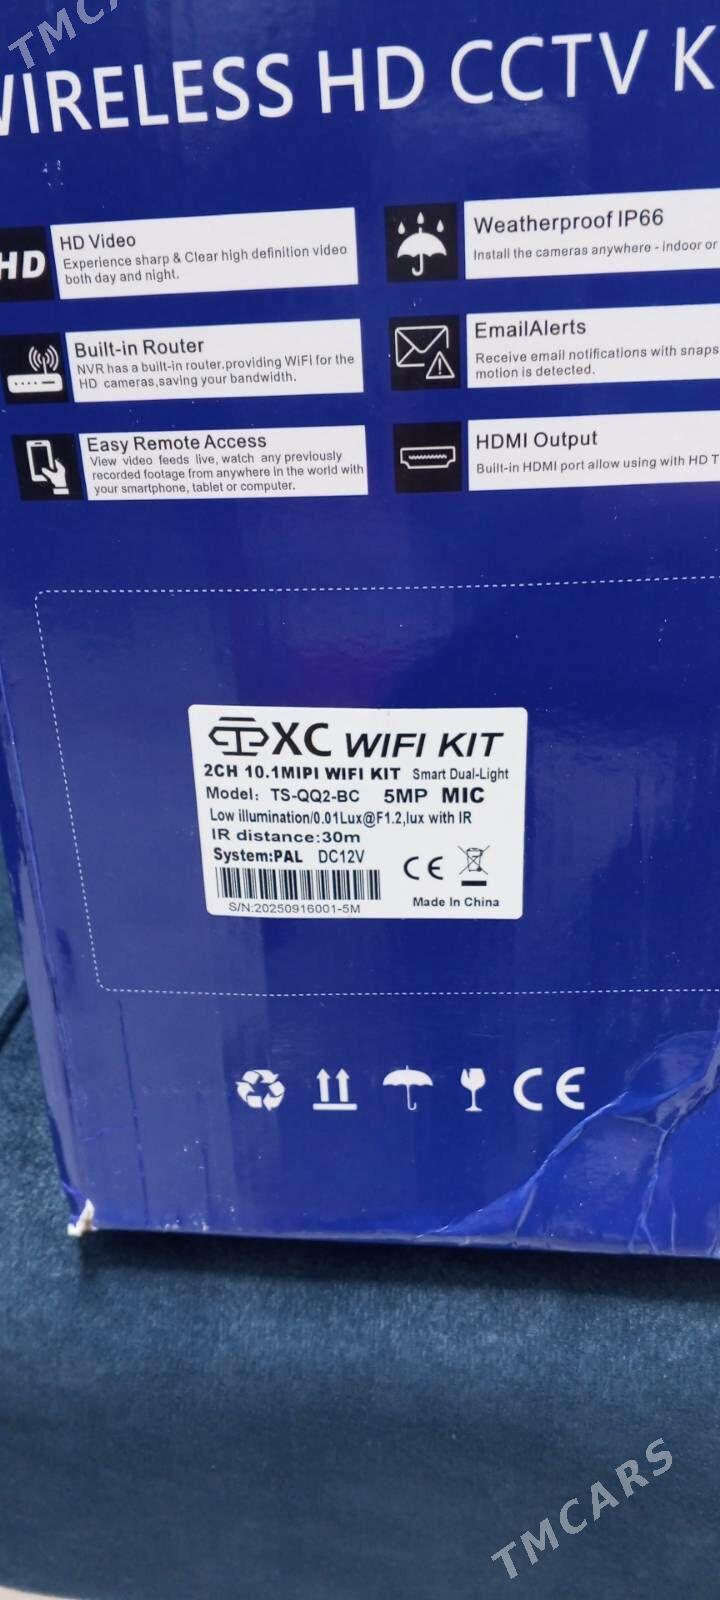 TMCA
WIRELESS HD CCTV K
HD
HD Video
Experience sharp & Clear high definition video
both day and night.
Weatherproof IP66
Install the cameras anywhere - indoor or
Built-in Router
NVR has a built-in router.providing WiFi for the
HD cameras,saving your bandwidth.
EmailAlerts
Receive email notifications with snaps
motion is detected.
Easy Remote Access
View video feeds live, watch any previously
recorded footage from anywhere in the world with
your smartphone, tablet or computer.
HDMI Output
Built-in HDMI port allow using with HD T
XC WIFI KIT
2CH 10.1MIPI WIFI KIT Smart Dual-Light
Model: TS-QQ2-BC 5MP MIC
Low illumination/0.01Lux@F1.2,lux with IR
IR distance:30m
System:PAL DC12V
CE
S/N:20250916001-5M
Made In China
CE
TMCARS